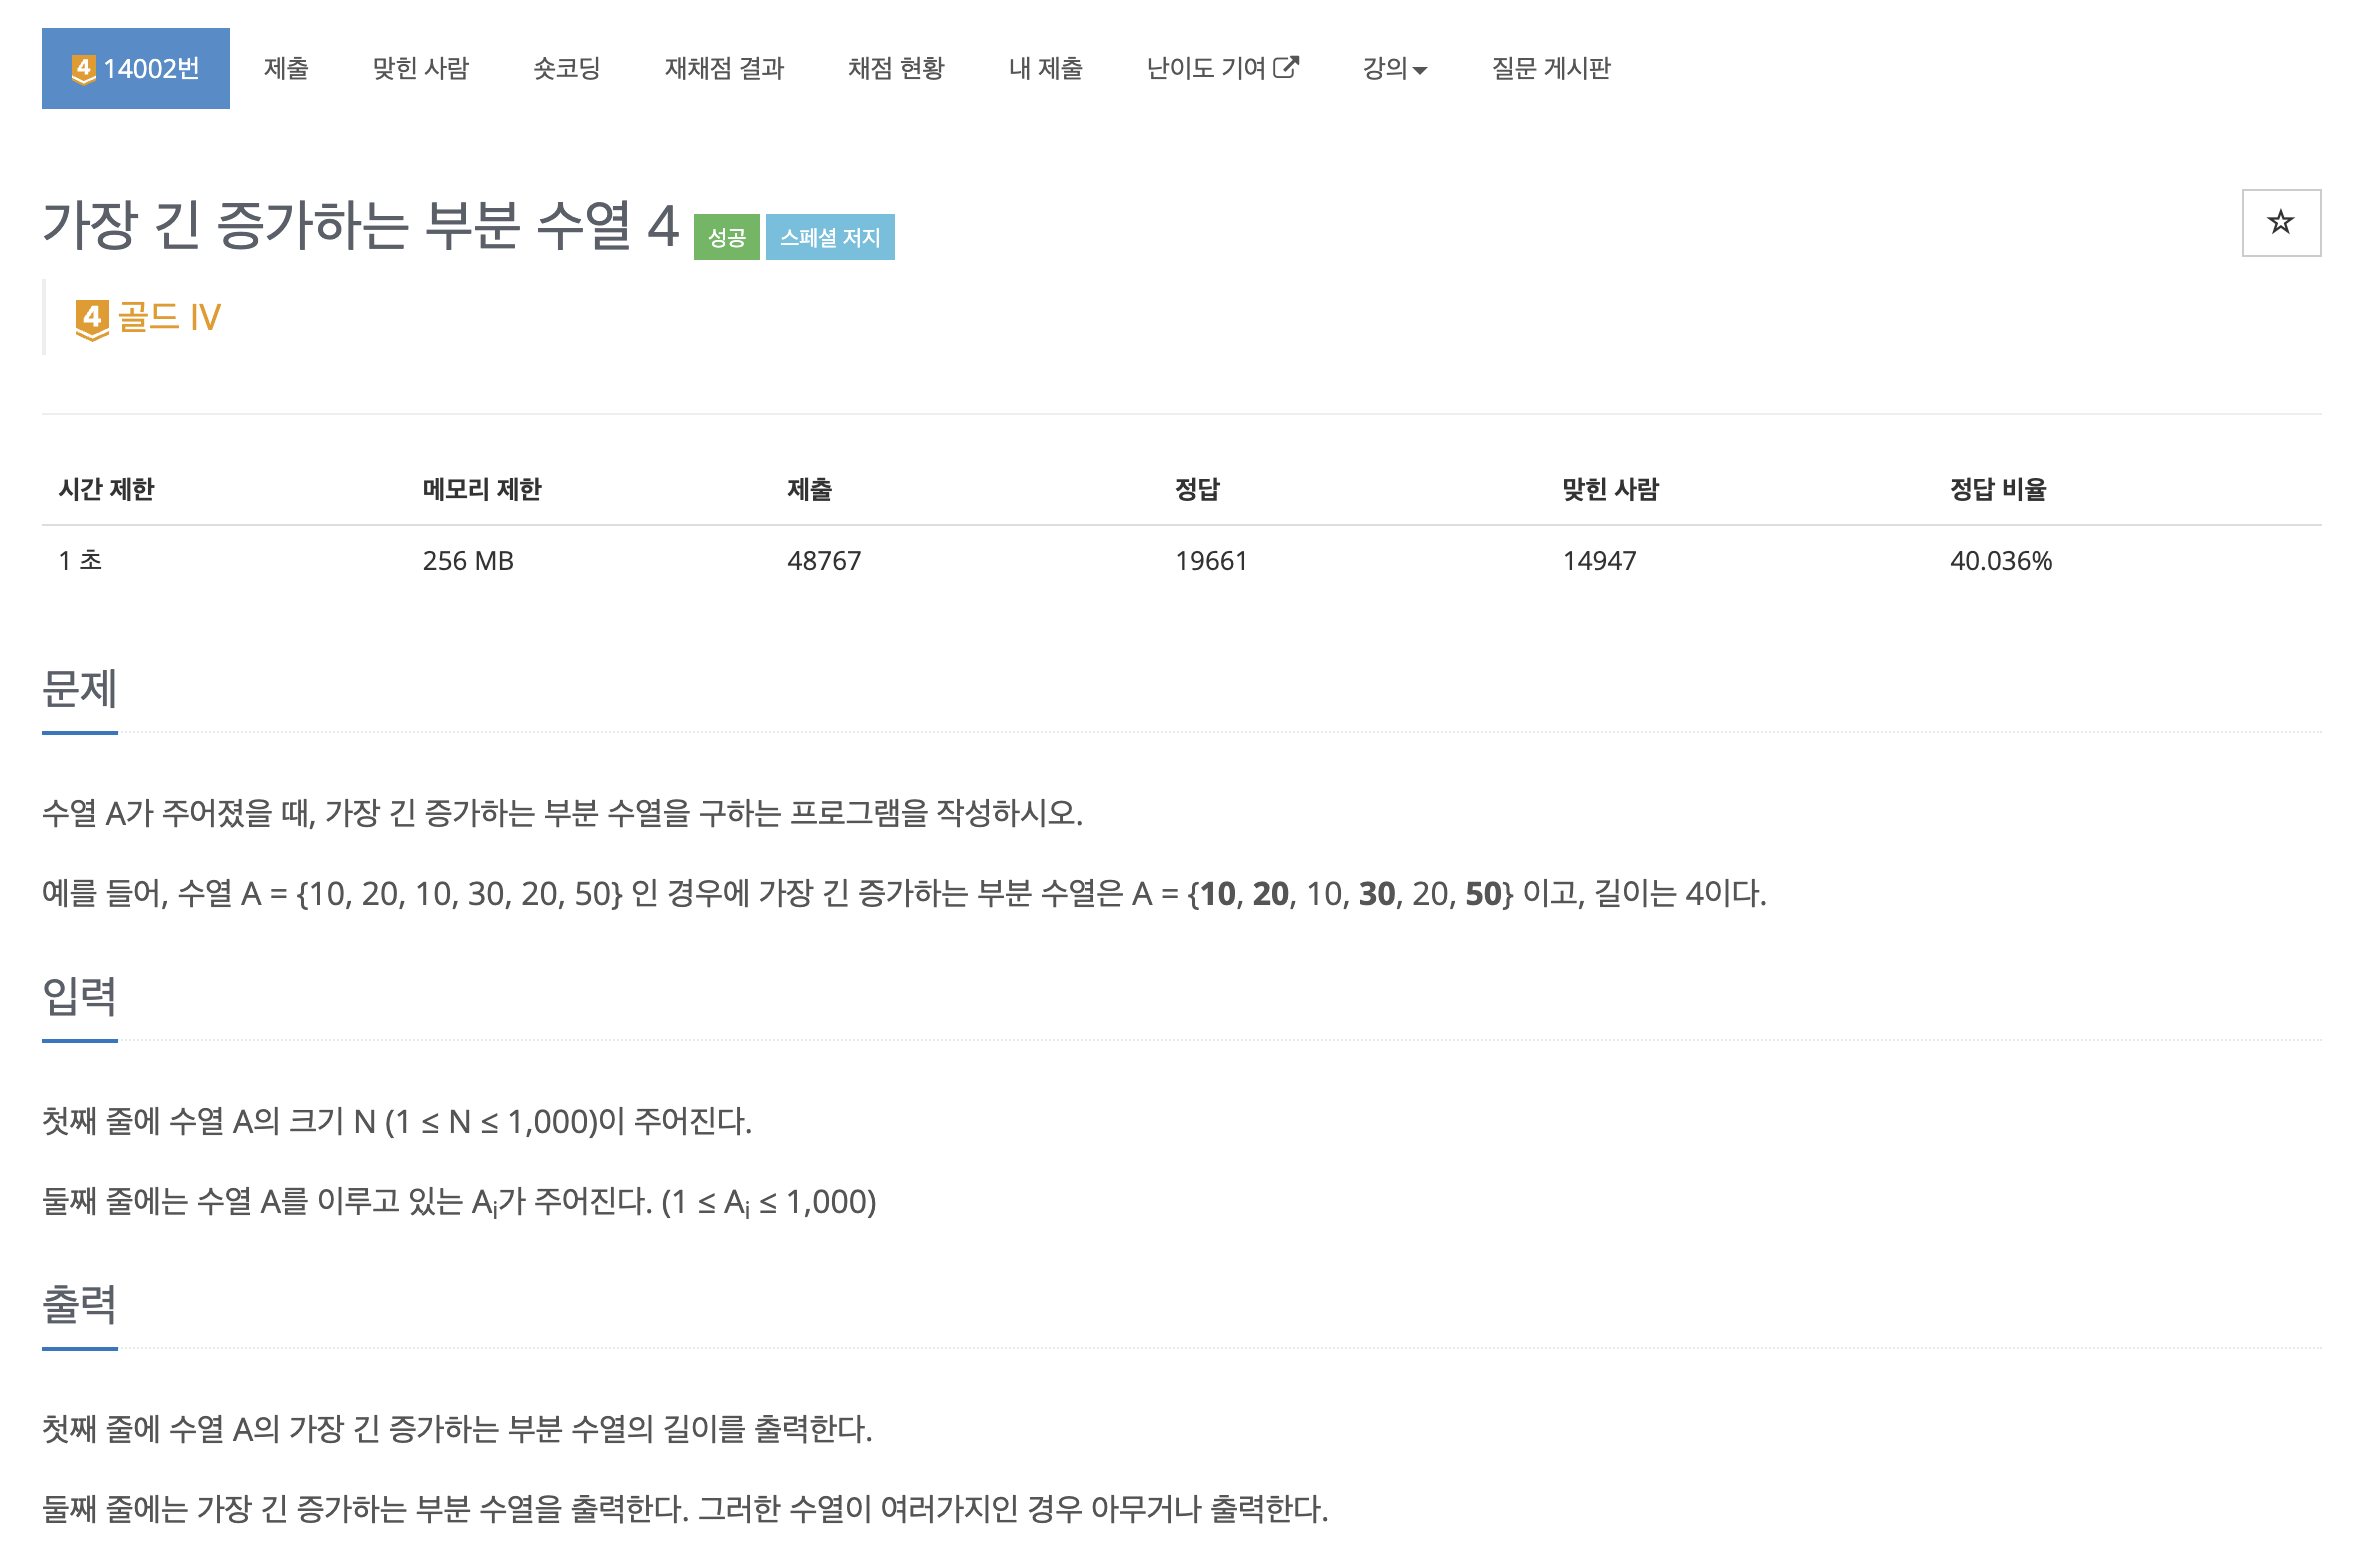 4 14002번 제출 맞힌 사람 숏코딩 재채점 결과 채점 현황 내 제출 난이도 기여 강의 질문 게시판
가장 긴 증가하는 부분 수열 4 성공 스페셜 저지
4 골드 IV
시간 제한 메모리 제한 제출 정답 맞힌 사람 정답 비율
1 초 256 MB 48767 19661 14947 40.036%
문제
수열 A가 주어졌을 때, 가장 긴 증가하는 부분 수열을 구하는 프로그램을 작성하시오.
예를 들어, 수열 A = {10, 20, 10, 30, 20, 50} 인 경우에 가장 긴 증가하는 부분 수열은 A = {10, 20, 10, 30, 20, 50} 이고, 길이는 4이다.
입력
첫째 줄에 수열 A의 크기 N (1 ≤ N ≤ 1,000)이 주어진다.
둘째 줄에는 수열 A를 이루고 있는 Ai가 주어진다. (1 ≤ Ai ≤ 1,000)
출력
첫째 줄에 수열 A의 가장 긴 증가하는 부분 수열의 길이를 출력한다.
둘째 줄에는 가장 긴 증가하는 부분 수열을 출력한다. 그러한 수열이 여러가지인 경우 아무거나 출력한다.